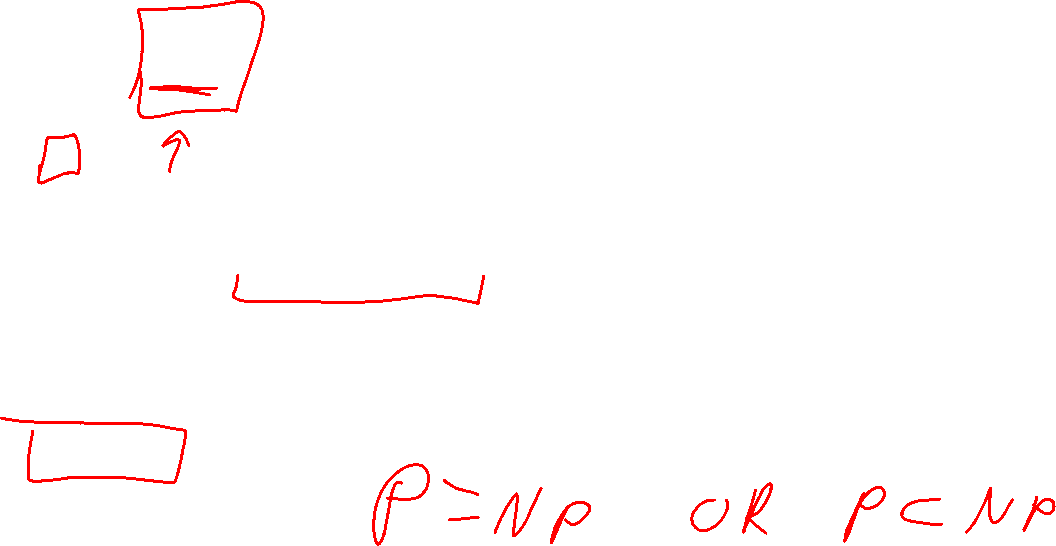 P = NP OR P ⊂ NP